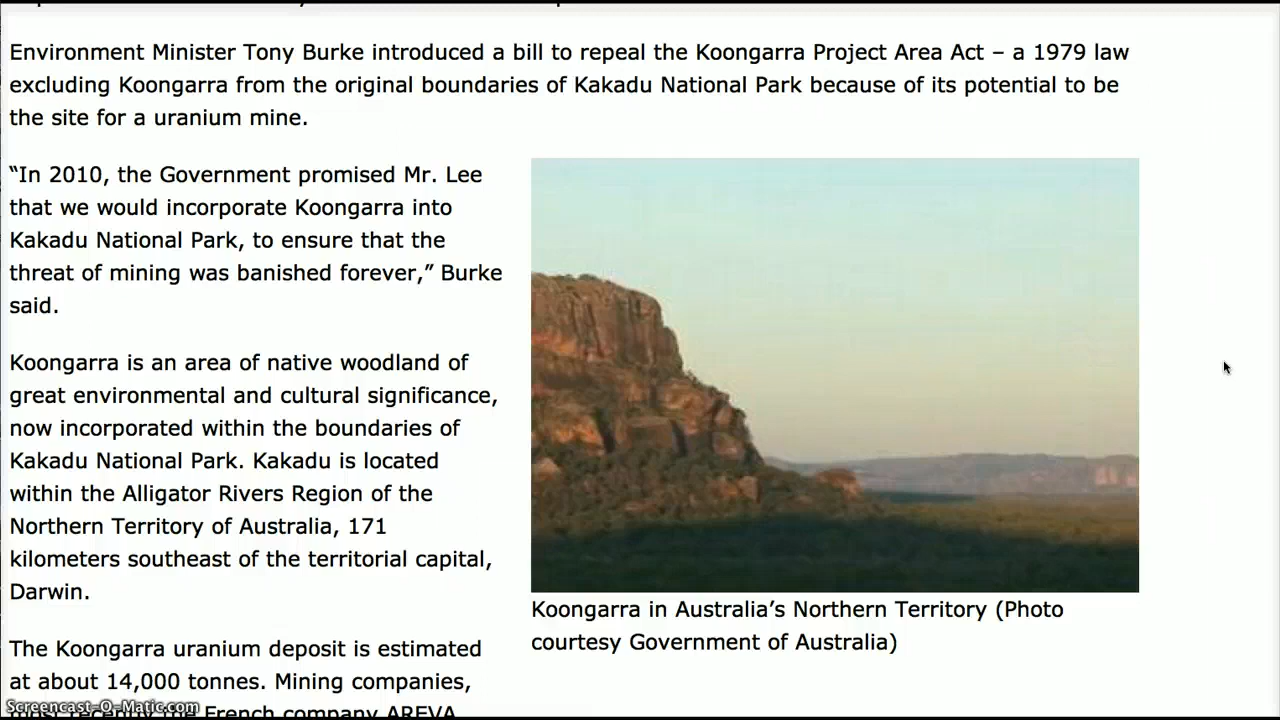 Environment Minister Tony Burke introduced a bill to repeal the Koongarra Project Area Act – a 1979 law
excluding Koongarra from the original boundaries of Kakadu National Park because of its potential to be
the site for a uranium mine.
“In 2010, the Government promised Mr. Lee
that we would incorporate Koongarra into
Kakadu National Park, to ensure that the
threat of mining was banished forever,” Burke
said.
Koongarra is an area of native woodland of
great environmental and cultural significance,
now incorporated within the boundaries of
Kakadu National Park. Kakadu is located
within the Alligator Rivers Region of the
Northern Territory of Australia, 171
kilometers southeast of the territorial capital,
Darwin.
The Koongarra uranium deposit is estimated
at about 14,000 tonnes. Mining companies,
most recently the French company AREVA
Koongarra in Australia’s Northern Territory (Photo
courtesy Government of Australia)
Screencast-O-Matic.com